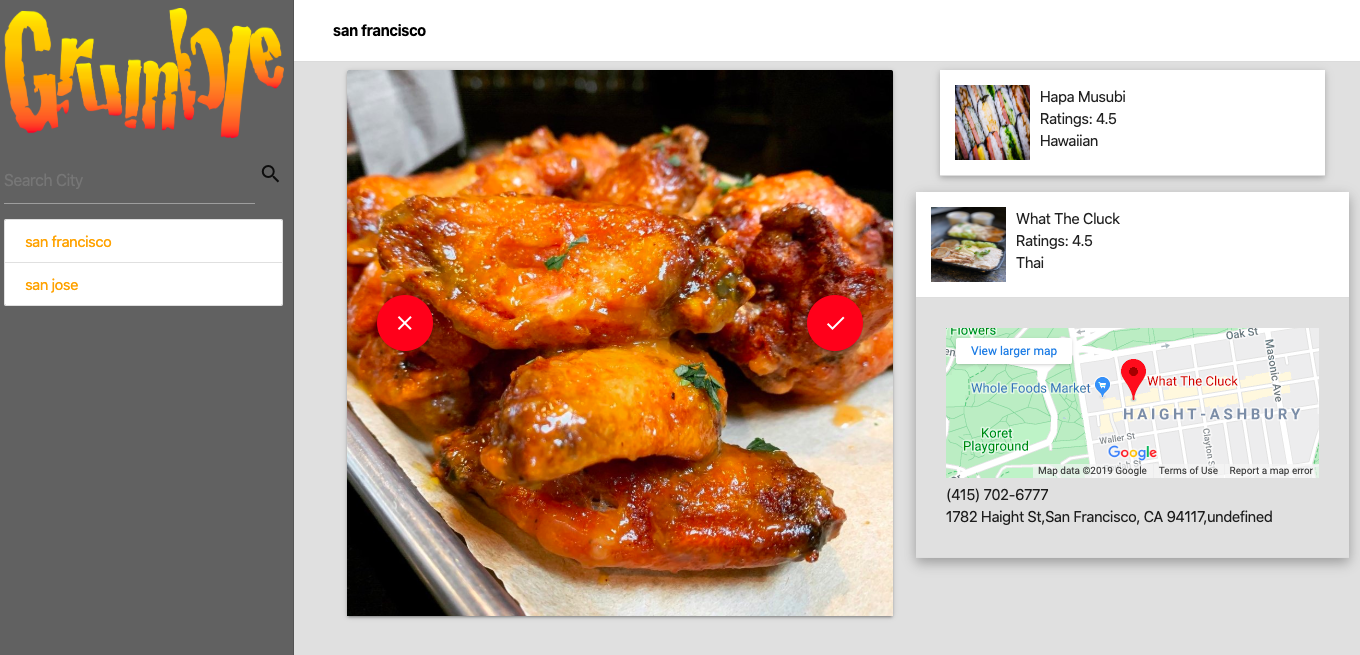 Grumble
Search City
san francisco
san jose
san francisco
Hapa Musubi
Ratings: 4.5
Hawaiian
What The Cluck
Ratings: 4.5
Thai
Flowers
View larger map
Oak St
Masonic Ave
Whole Foods Market
What The Cluck
HAIGHT-ASHBURY
Koret
Playground
Waller St
Clayton S
Google
Map data ©2019 Google Terms of Use Report a map error
(415) 702-6777
1782 Haight St,San Francisco, CA 94117,undefined